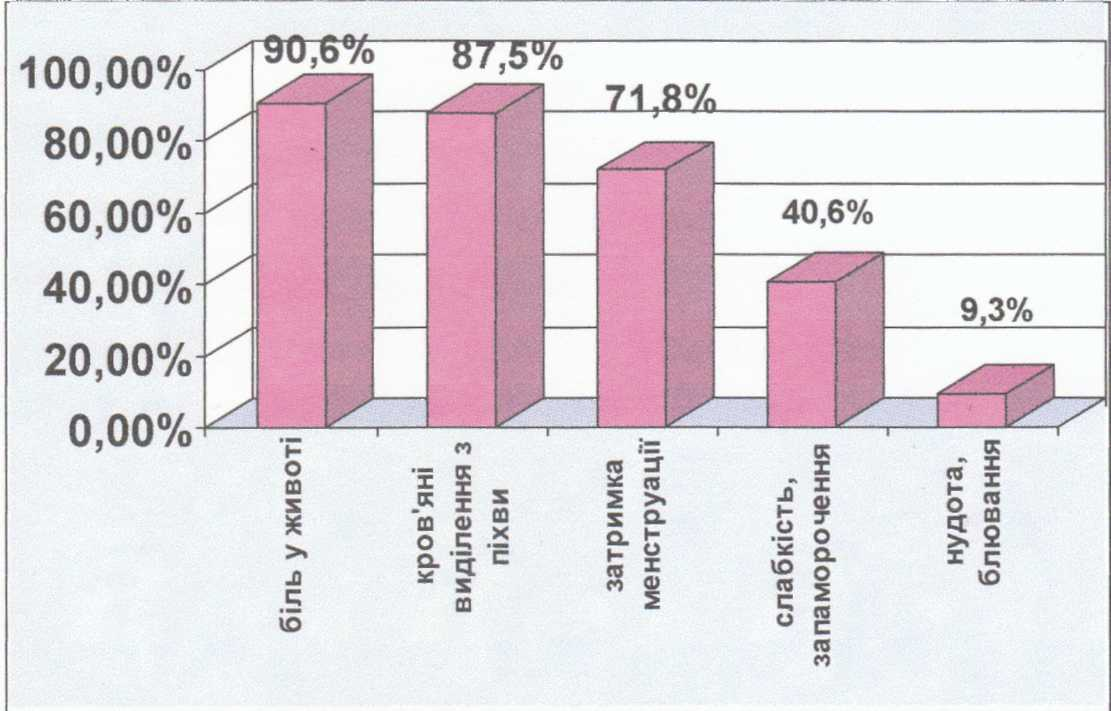 100,00%
80,00%
60,00%
40,00%
20,00%
0,00%
90,6%
87,5%
71,8%
40,6%
9,3%
біль у животі
кров'яні
виділення з
піхви
затримка
менструації
слабкість,
запаморочення
нудота,
блювання